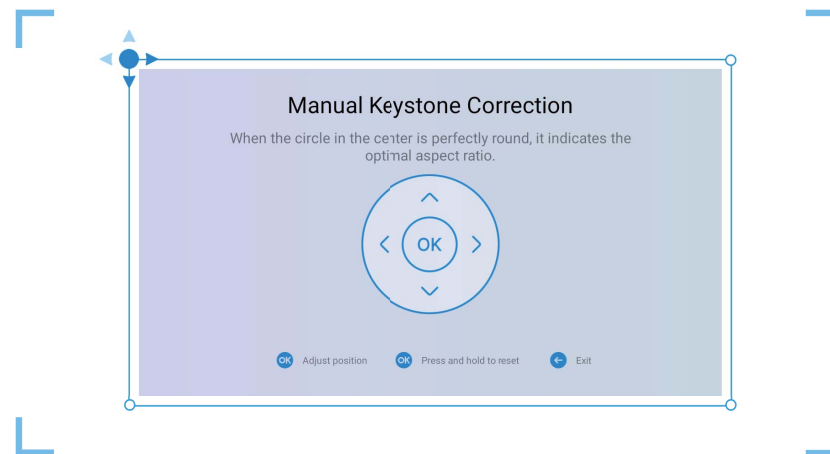 Manual Keystone Correction
When the circle in the center is perfectly round, it indicates the
optimal aspect ratio.
OK
OK Adjust position OK Press and hold to reset Exit